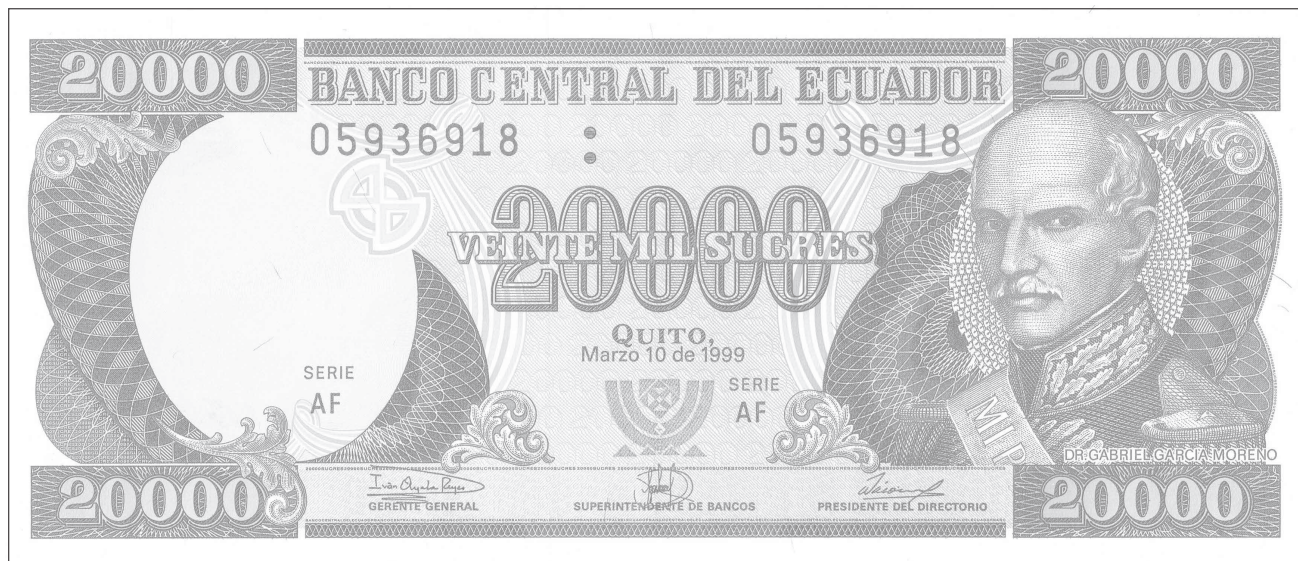 20000 BANCO CENTRAL DEL ECUADOR 20000
05936918 05936918
20000
VEINTE MIL SUCRES
QUITO,
Marzo 10 de 1999
SERIE SERIE
AF AF
MI P
DR. GABRIEL GARCIA MORENO
20000 GERENTE GENERAL SUPERINTENDENTE DE BANCOS PRESIDENTE DEL DIRECTORIO 20000